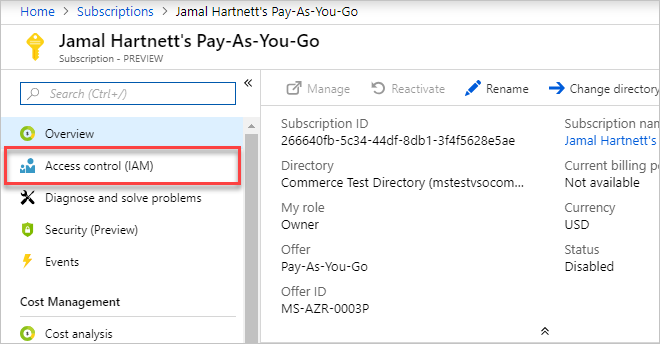 Home > Subscriptions > Jamal Hartnett's Pay-As-You-Go
Jamal Hartnett's Pay-As-You-Go
Subscription - PREVIEW
Search (Ctrl+/)
Overview
Access control (IAM)
Diagnose and solve problems
Security (Preview)
Events
Cost Management
Cost analysis
Manage Reactivate Rename Change directory
Subscription ID
266640fb-5c34-44df-8db1-3f4f5628e5ae
Directory
Commerce Test Directory (mstestvsocom...
My role
Owner
Offer
Pay-As-You-Go
Offer ID
MS-AZR-0003P
Subscription nam
Jamal Hartnett's
Current billing p
Not available
Currency
USD
Status
Disabled